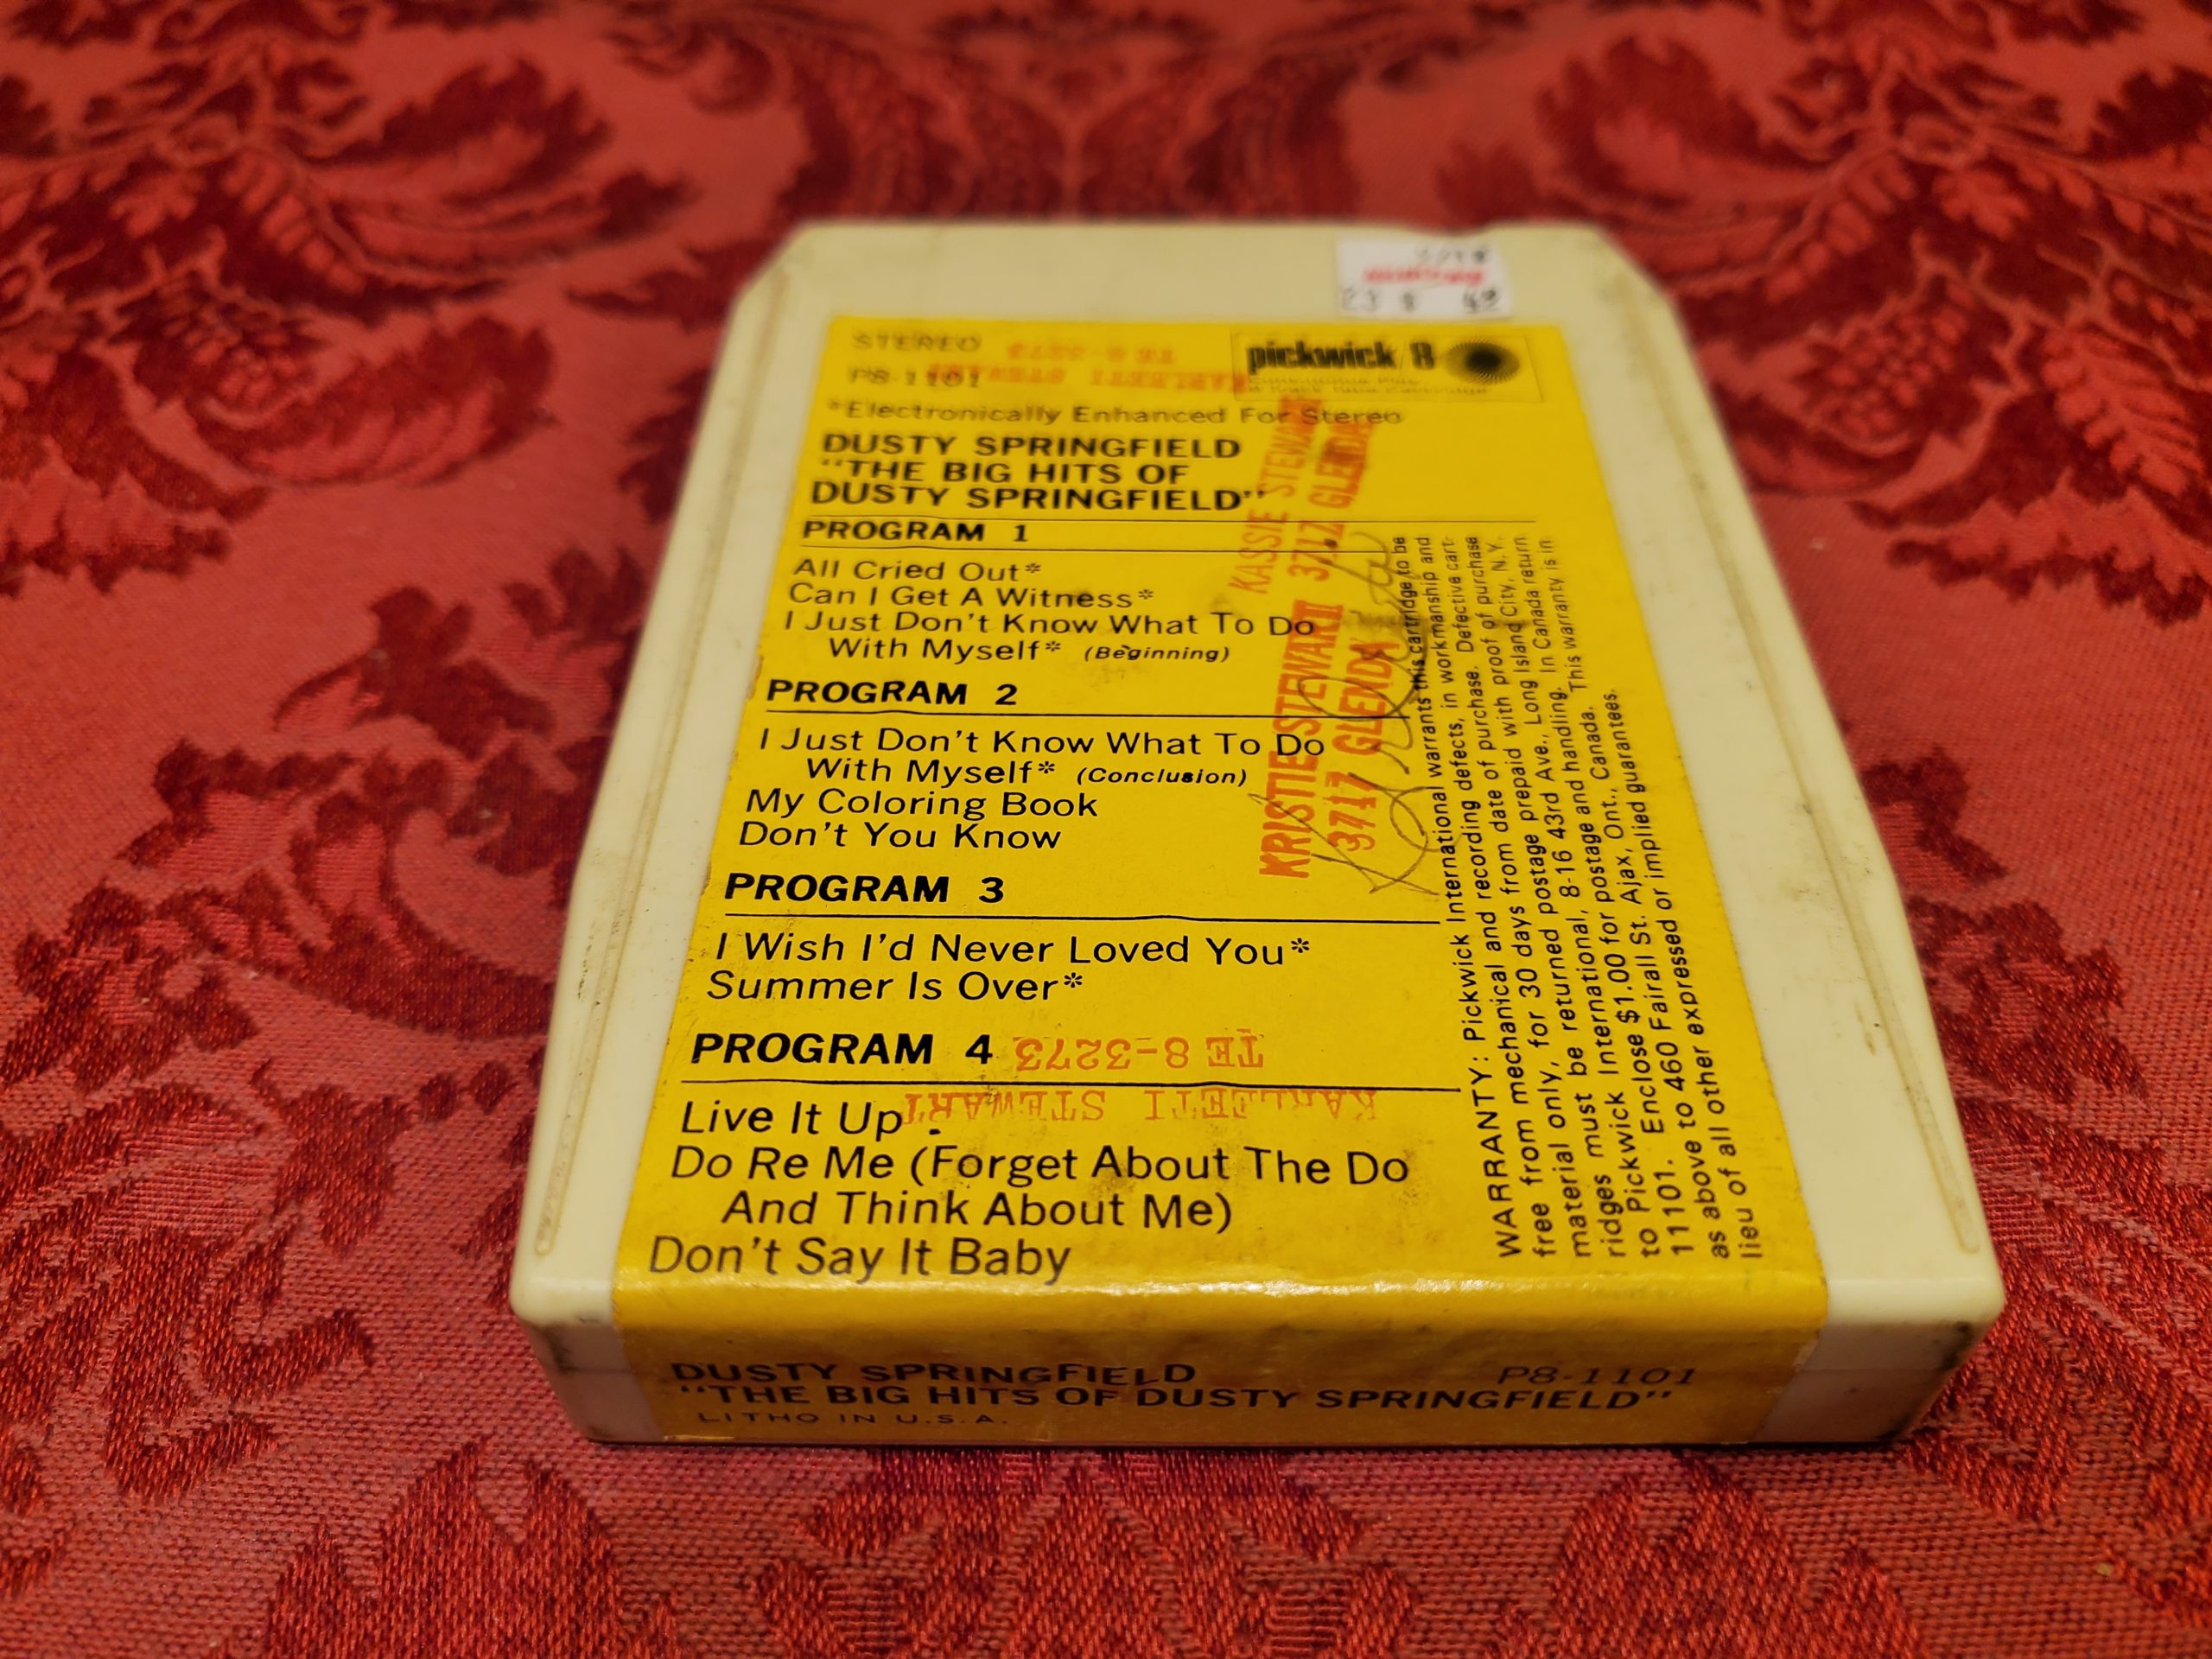 STEREO
P8-1101
pickwick/8
*Electronically Enhanced For Stereo
DUSTY SPRINGFIELD
"THE BIG HITS OF
DUSTY SPRINGFIELD"
PROGRAM 1
All Cried Out*
Can I Get A Witness*
I Just Don't Know What To Do
With Myself* (Beginning)
PROGRAM 2
I Just Don't Know What To Do
With Myself* (Conclusion)
My Coloring Book
Don't You Know
PROGRAM 3
I Wish I'd Never Loved You*
Summer Is Over*
PROGRAM 4
Live It Up
Do Re Me (Forget About The Do
And Think About Me)
Don't Say It Baby
TE 8-3273
KARLETI STEWART
TE 8-3273
KARLETI STEWART
KASSIE STEWART
3717 GLENDA
KRISTIE STEWART
3717 GLENDA
WARRANTY: Pickwick International warrants this cartridge to be
free from mechanical and recording defects, in workmanship and
material only, for 30 days from date of purchase. Defective cart-
ridges must be returned postage prepaid with proof of purchase
to Pickwick International, 8-16 43rd Ave., Long Island City, N.Y.
11101. Enclose $1.00 for postage and handling. In Canada return
as above to 460 Fairall St. Ajax, Ont., Canada. This warranty is in
lieu of all other expressed or implied guarantees.
DUSTY SPRINGFIELD P8-1101
"THE BIG HITS OF DUSTY SPRINGFIELD"
LITHO IN U.S.A.